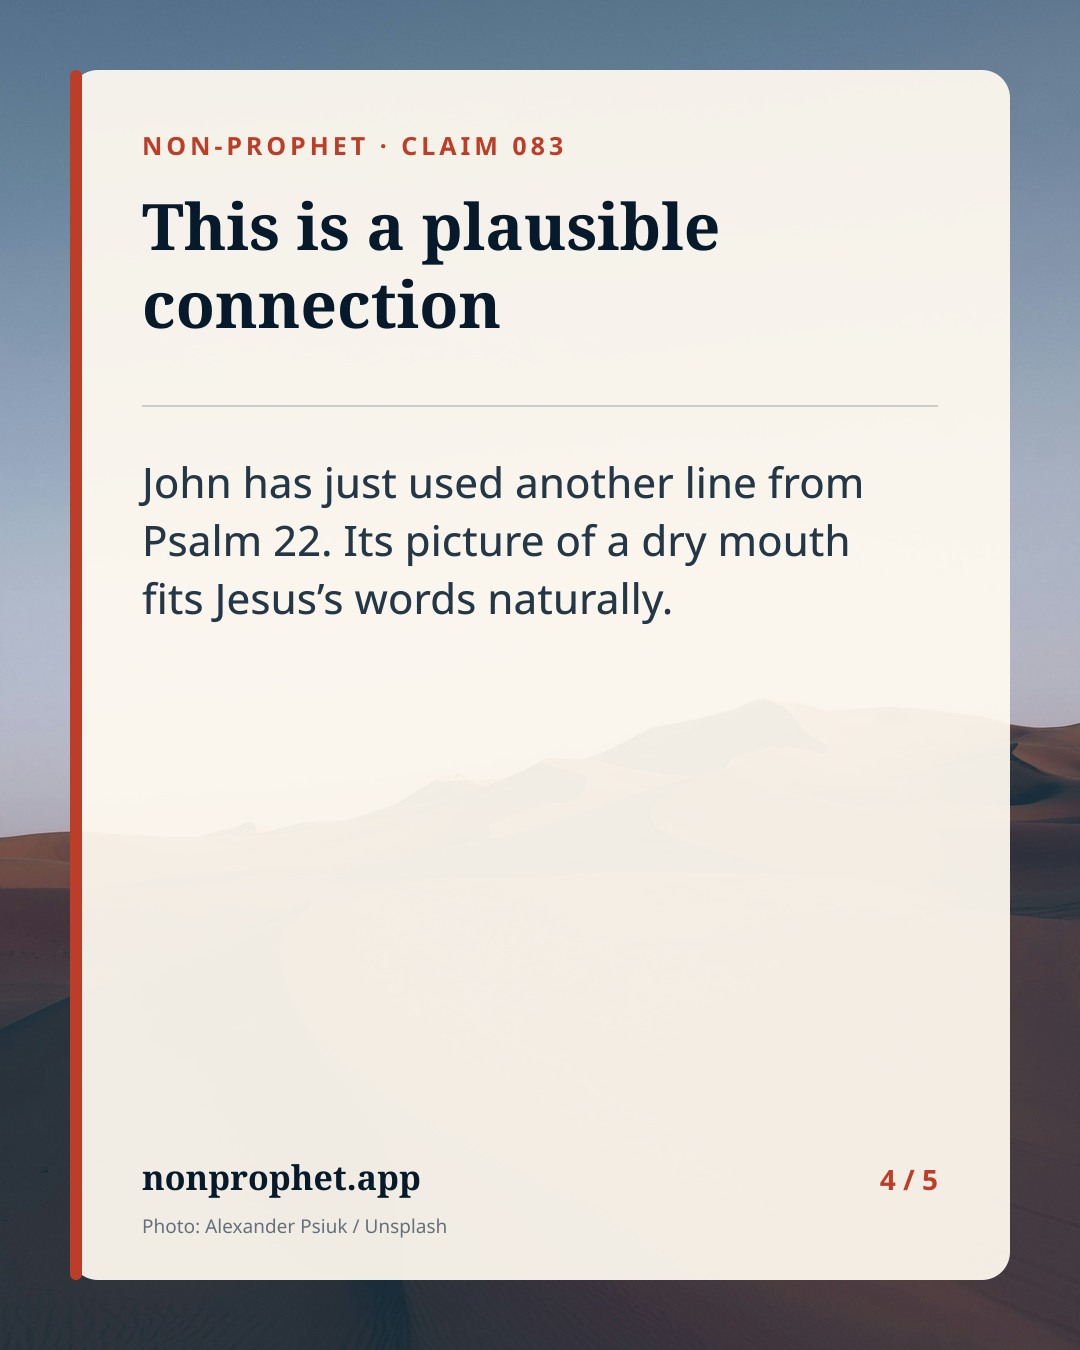 NON-PROPHET · CLAIM 083
This is a plausible
connection
John has just used another line from
Psalm 22. Its picture of a dry mouth
fits Jesus’s words naturally.
nonprophet.app
4 / 5
Photo: Alexander Psiuk / Unsplash